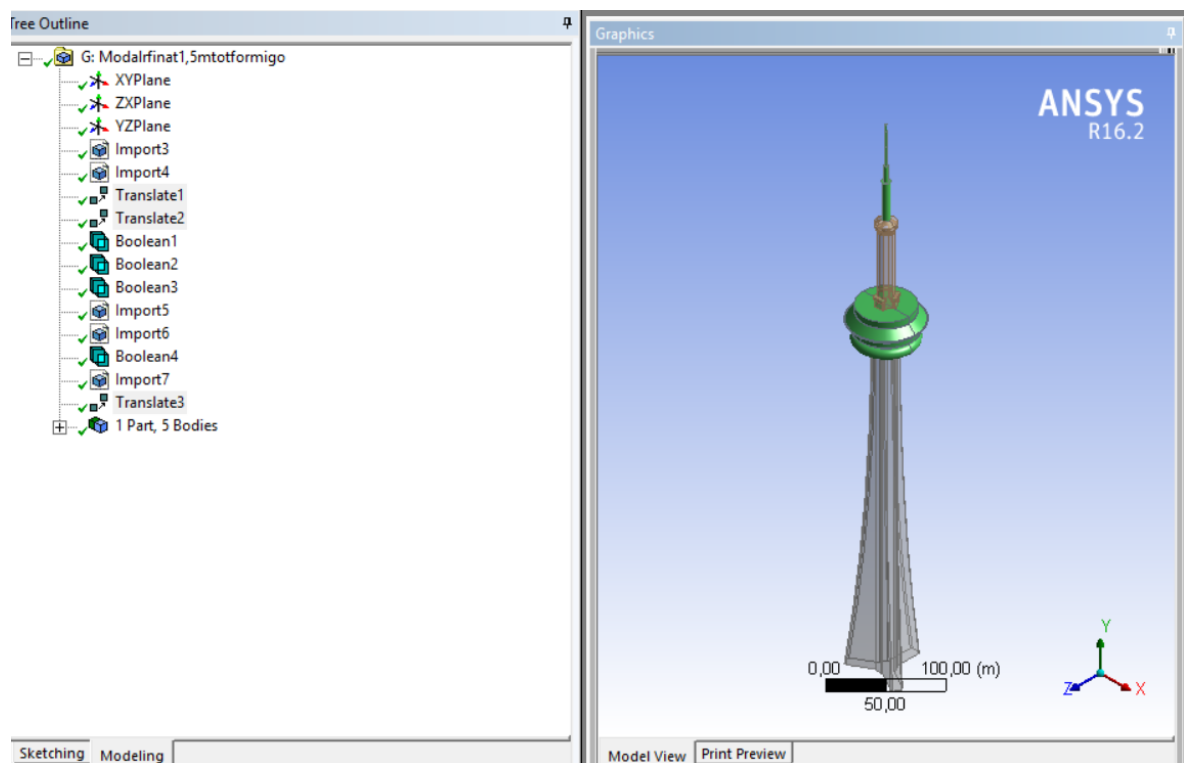 Tree Outline
G: Modalrfinat1,5mtotformigo
XYPlane
ZXPlane
YZPlane
Import3
Import4
Translate1
Translate2
Boolean1
Boolean2
Boolean3
Import5
Import6
Boolean4
Import7
Translate3
1 Part, 5 Bodies
Sketching Modeling
Graphics
ANSYS
R16.2
0,00 100,00 (m)
50,00
Y
Z X
Model View Print Preview